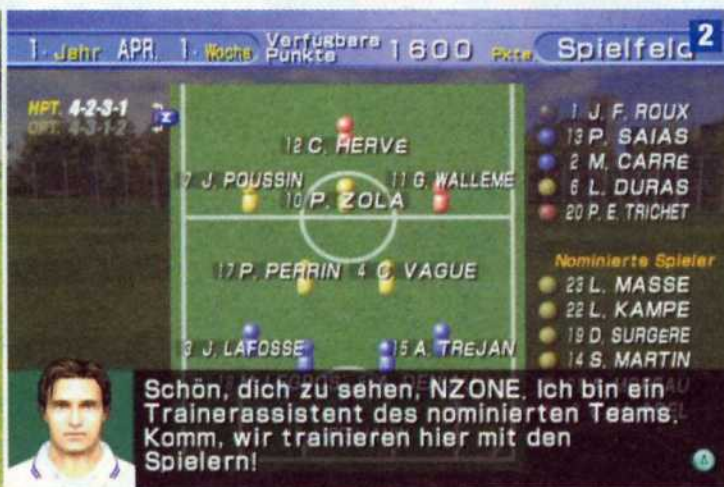 1. Jahr APR. 1. Woche Verfügbare Punkte 1600 Pkte Spielfeld 2
HPT. 4-2-3-1
OPT. 4-3-1-2
12 C. HERVÉ
7 J. POUSSIN
11 G. WALLEME
10 P. ZOLA
17 P. PERRIN 4 C. VAGUE
3 J. LAFOSSE
15 A. TREJAN
1 J. F. ROUX
13 P. SAIAS
2 M. CARRÉ
6 L. DURAS
20 P. E. TRICHET
Nominierte Spieler
23 L. MASSE
22 L. KAMPE
19 D. SURGERE
14 S. MARTIN
Schön, dich zu sehen, NZONE. Ich bin ein
Trainerassistent des nominierten Teams.
Komm, wir trainieren hier mit den
Spielern!